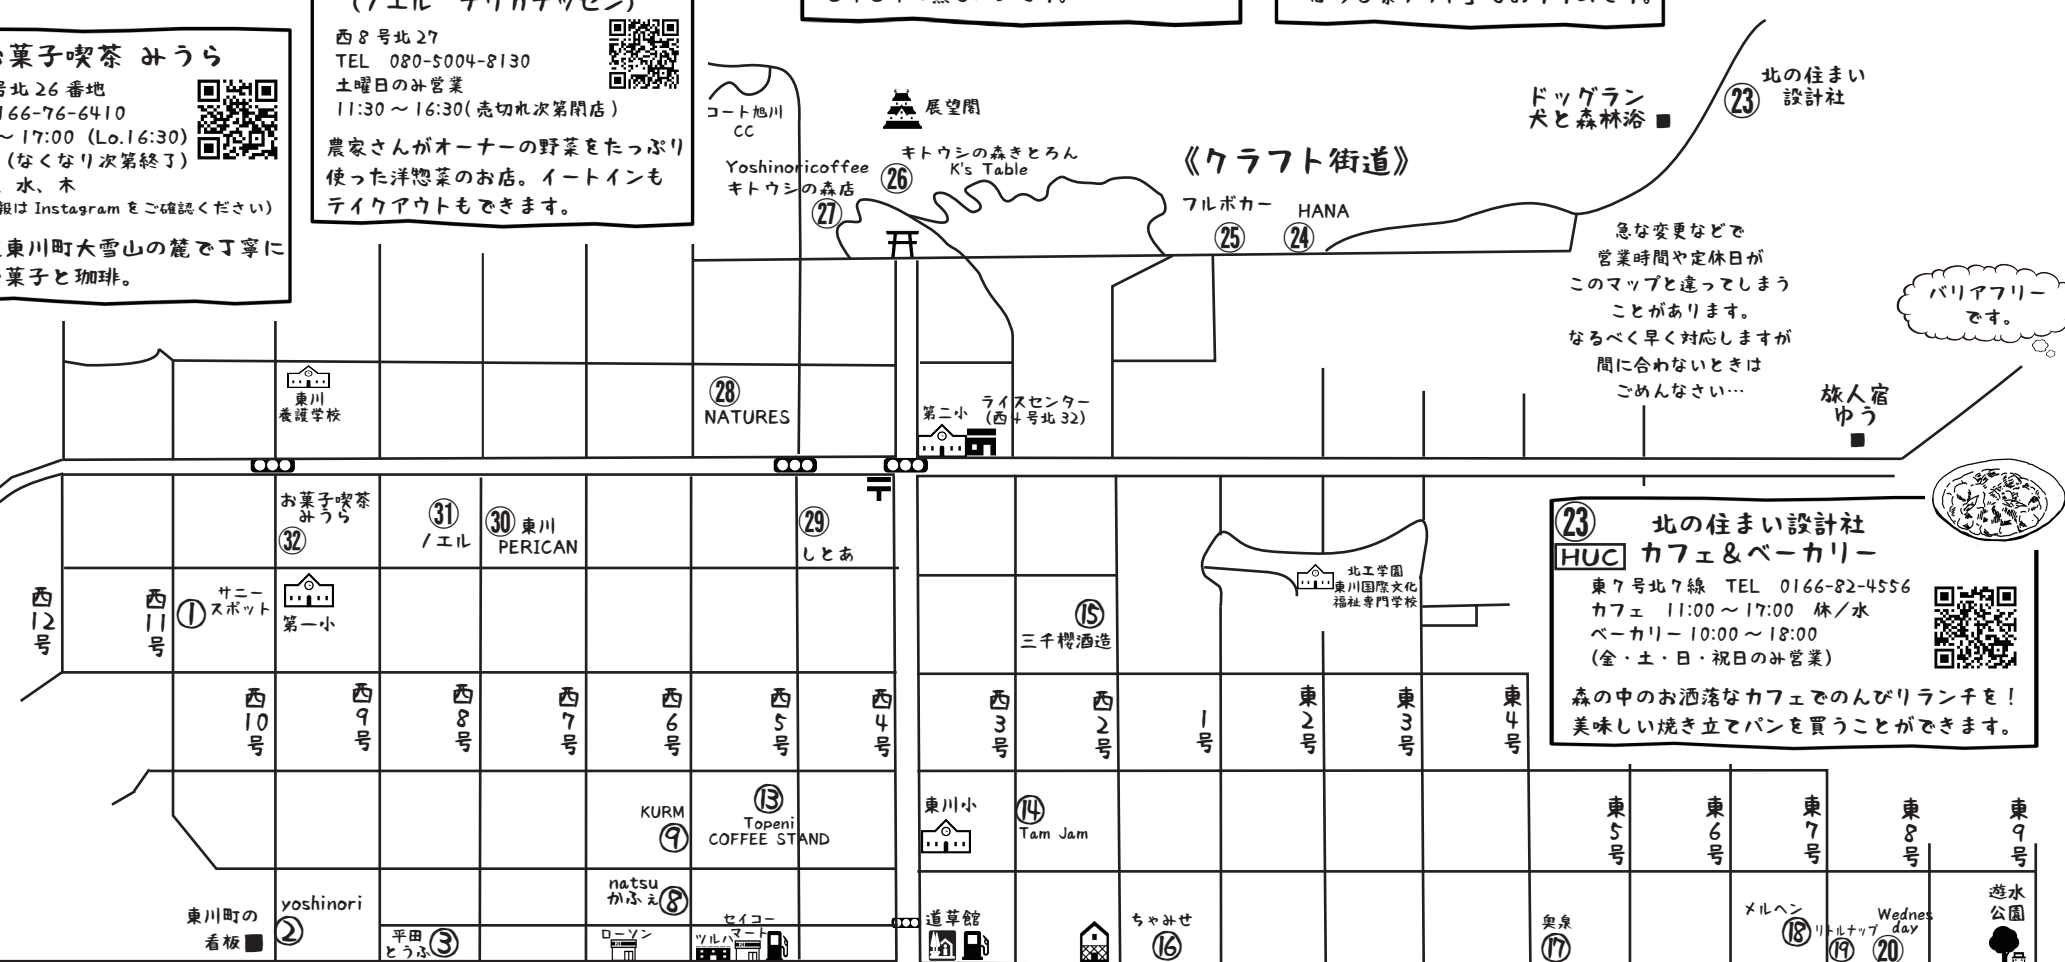 お菓子喫茶 みうら
号北 26 番地
166-76-6410
～ 17:00 (Lo.16:30)
(なくなり次第終了)
、水、木
報は Instagram をご確認ください)
東川町大雪山の麓で丁寧に
菓子と珈琲。
(ノエル デリカテッセン)
西 8 号北 27
TEL 080-5004-8130
土曜日のみ営業
11:30 ～ 16:30( 売切れ次第閉店 )
農家さんがオーナーの野菜をたっぷり
使った洋惣菜のお店。イートインも
テイクアウトもできます。
コート旭川
CC
展望閣
Yoshinoricoffee
キトウシの森店
27
26
キトウシの森きとろん
K's Table
《クラフト街道》
フルボカー
25
HANA
24
ドッグラン
犬と森林浴
23
北の住まい
設計社
急な変更などで
営業時間や定休日が
このマップと違ってしまう
ことがあります。
なるべく早く対応しますが
間に合わないときは
ごめんなさい…
バリアフリー
です。
旅人宿
ゆう
東川
養護学校
28
NATURES
第二小
ライスセンター
(西 4 号北 32)
お菓子喫茶
みうら
32
31
ノエル
30 東川
PERICAN
29
しとあ
北工学園
東川国際文化
福祉専門学校
23
北の住まい設計社
HUC カフェ&ベーカリー
東 7 号北 7 線 TEL 0166-82-4556
カフェ 11:00 ～ 17:00 休／水
ベーカリー 10:00 ～ 18:00
(金・土・日・祝日のみ営業)
森の中のお洒落なカフェでのんびりランチを！
美味しい焼き立てパンを買うことができます。
西12号
西11号
1
サニー
スポット
第一小
15
三千櫻酒造
西10号
西9号
西8号
西7号
西6号
西5号
西4号
西3号
西2号
1号
東2号
東3号
東4号
東5号
東6号
東7号
東8号
東9号
KURM
9
13
Topeni
COFFEE STAND
東川小
14
Tam Jam
東川町の
看板
yoshinori
2
平田
とうふ
3
natsu
かふぇ
8
ローソン
ツルハ
セイコー
マート
道草館
ちゃみせ
16
奥泉
17
メルヘン
18
リトルナップ
19
Wednes
day
20
遊水
公園